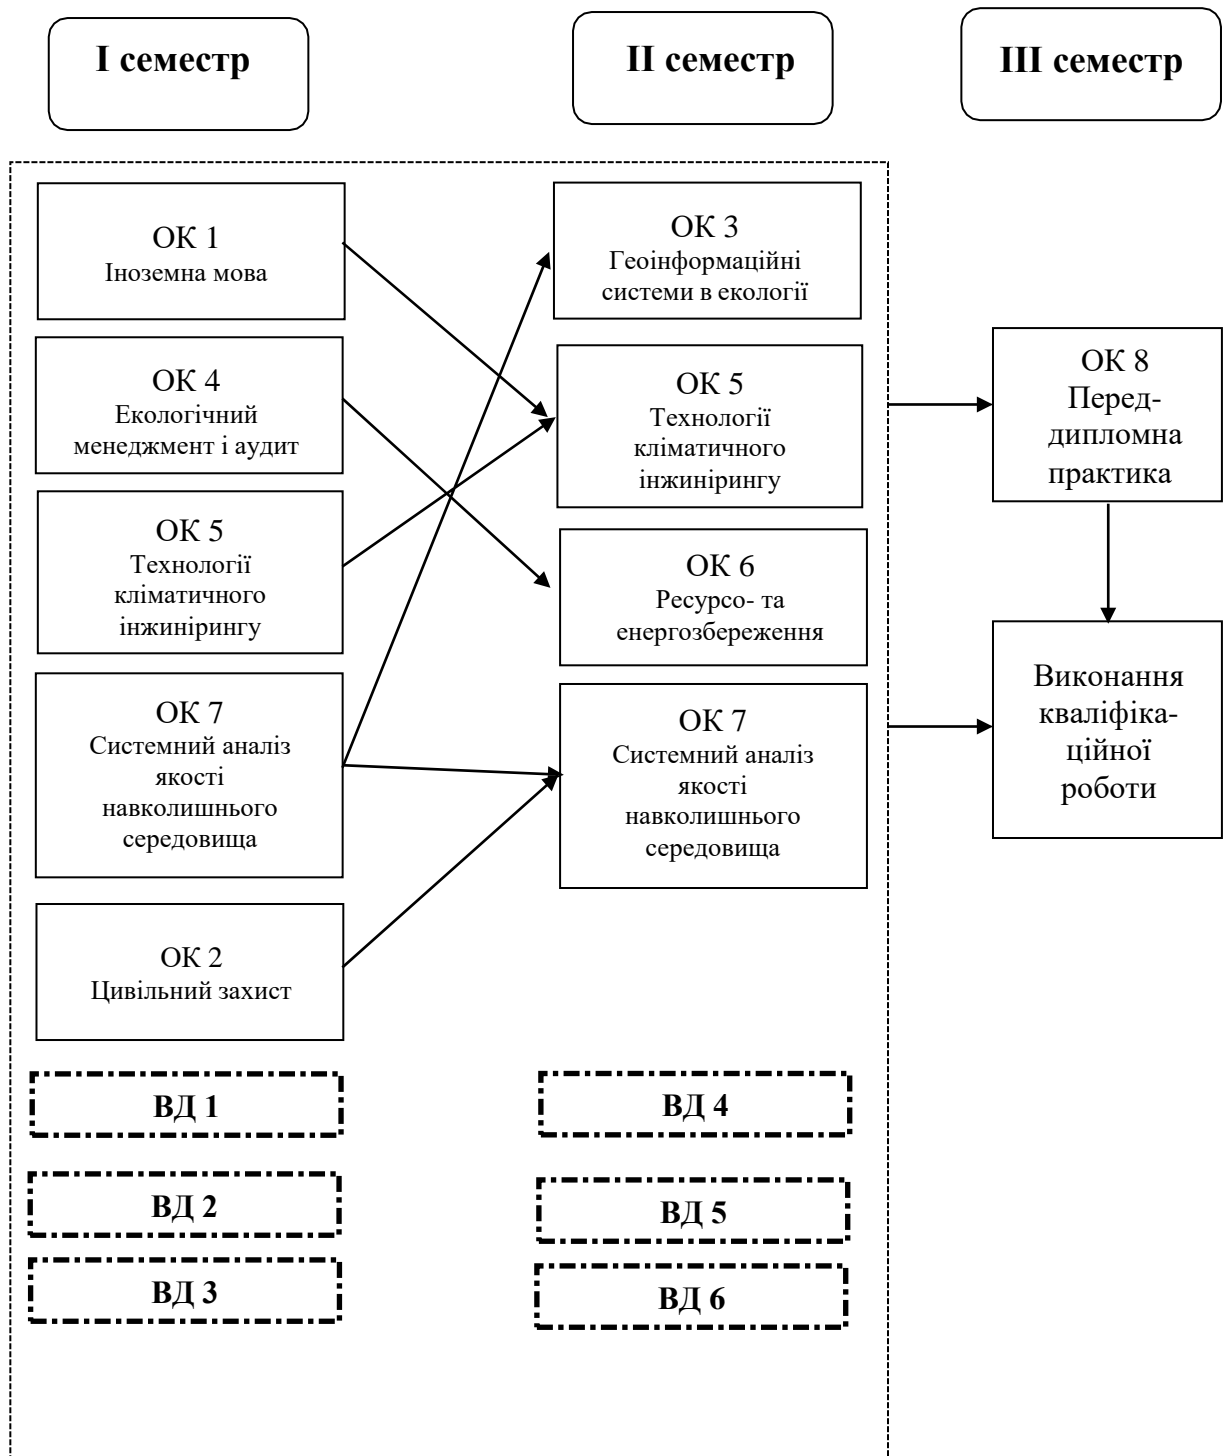 I семестр
II семестр
III семестр
ОК 1
Іноземна мова
ОК 4
Екологічний
менеджмент і аудит
ОК 5
Технології
кліматичного
інжинірингу
ОК 7
Системний аналіз
якості
навколишнього
середовища
ОК 2
Цивільний захист
ВД 1
ВД 2
ВД 3
ОК 3
Геоінформаційні
системи в екології
ОК 5
Технології
кліматичного
інжинірингу
ОК 6
Ресурсо- та
енергозбереження
ОК 7
Системний аналіз
якості
навколишнього
середовища
ВД 4
ВД 5
ВД 6
ОК 8
Перед-
дипломна
практика
Виконання
кваліфіка-
ційної
роботи